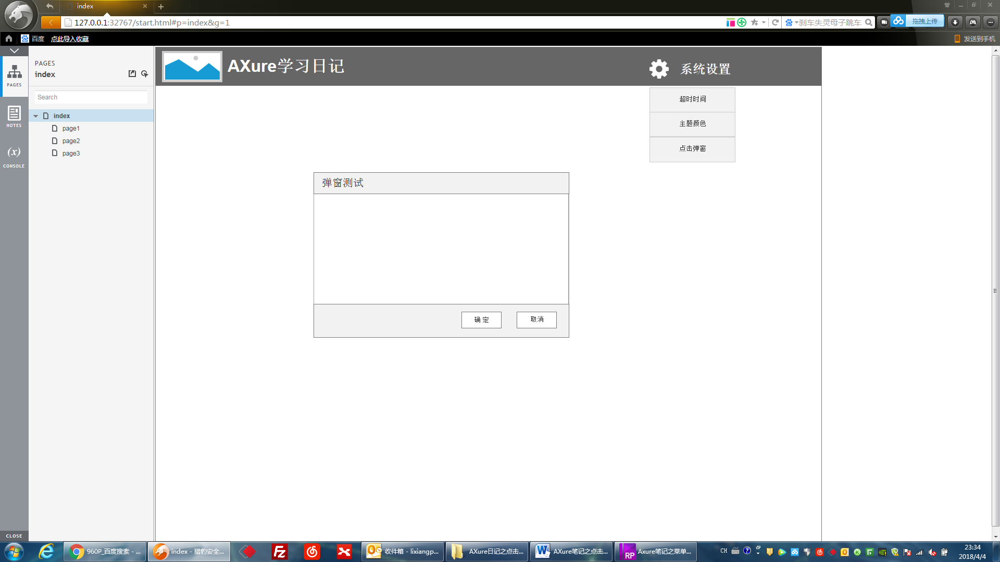 index
127.0.0.1:32767/start.html#p=index&g=1
刹车失灵母子跳车
拖拽上传
百度
点此导入收藏
发送到手机
PAGES
index
Search
index
page1
page2
page3
PAGES
NOTES
(x)
CONSOLE
CLOSE
AXure学习日记
系统设置
超时时间
主题颜色
点击弹窗
弹窗测试
确 定
取消
960P_百度搜索 - ...
index - 猎豹安全...
收件箱 - lixiangp...
AXure日记之点击...
AXure笔记之点击...
Axure笔记之菜单...
CH
23:34
2018/4/4